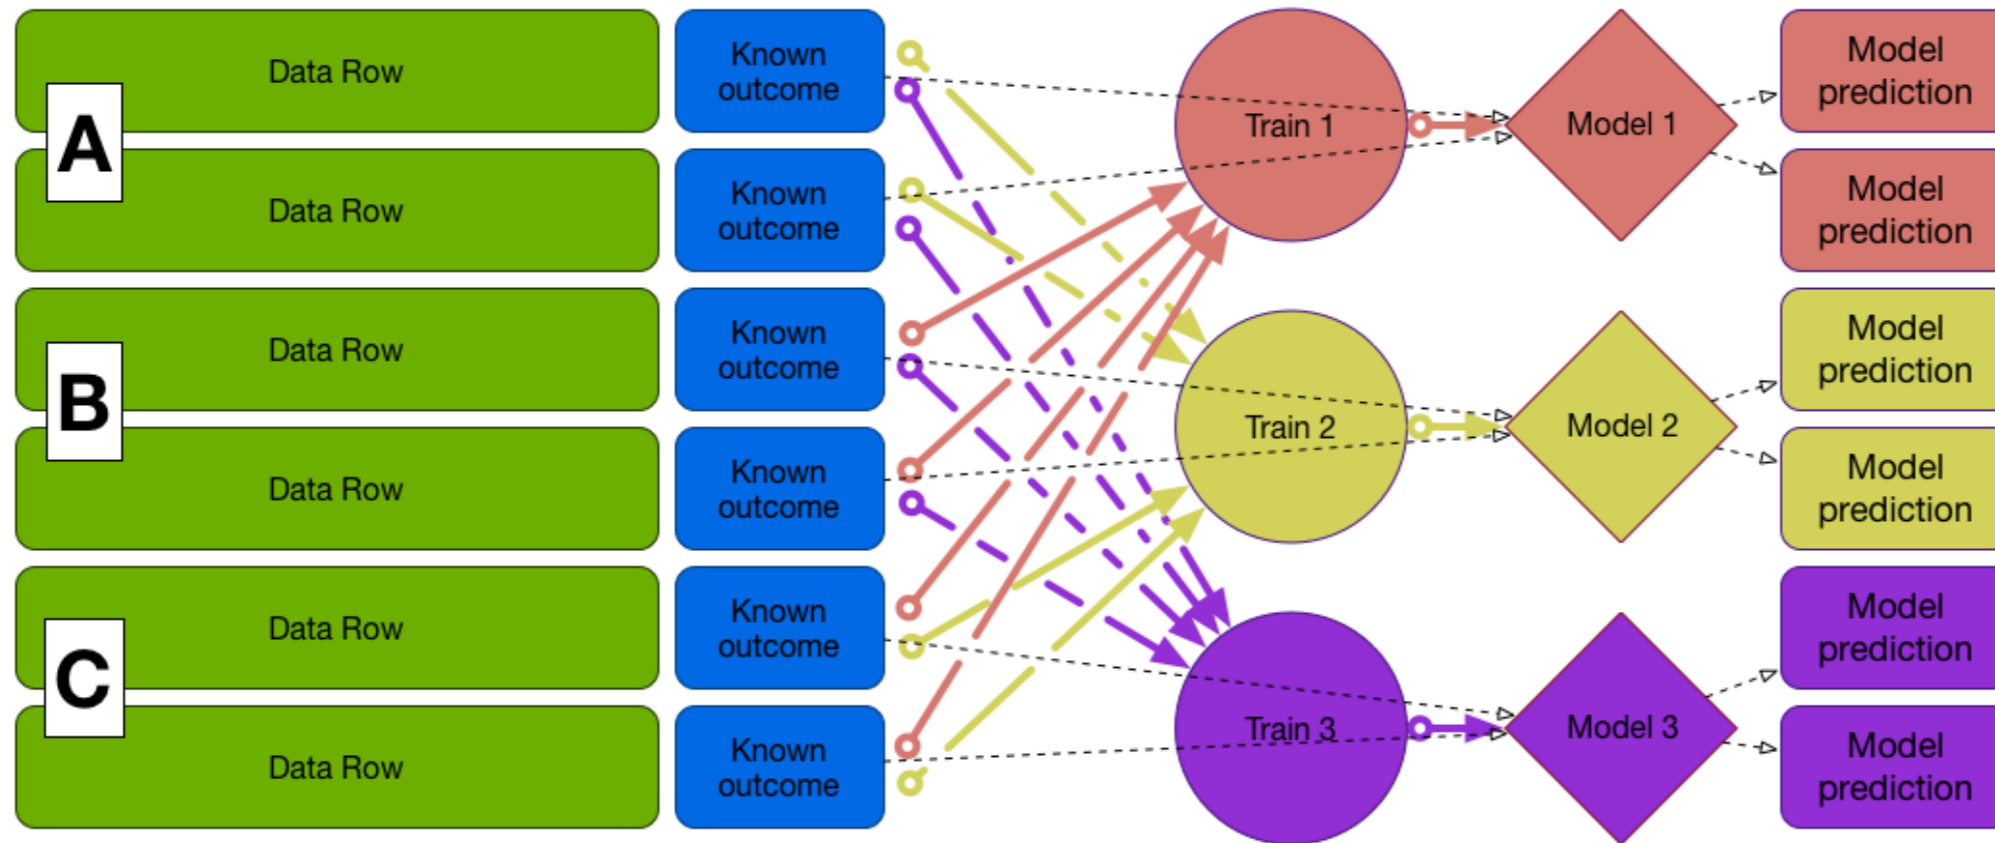 Data Row
Known
outcome
Train 1
Model 1
Model
prediction
A
Data Row
Known
outcome
Model
prediction
Data Row
Known
outcome
Model
prediction
B
Train 2
Model 2
Data Row
Known
outcome
Model
prediction
Data Row
Known
outcome
Model
prediction
C
Train 3
Model 3
Data Row
Known
outcome
Model
prediction